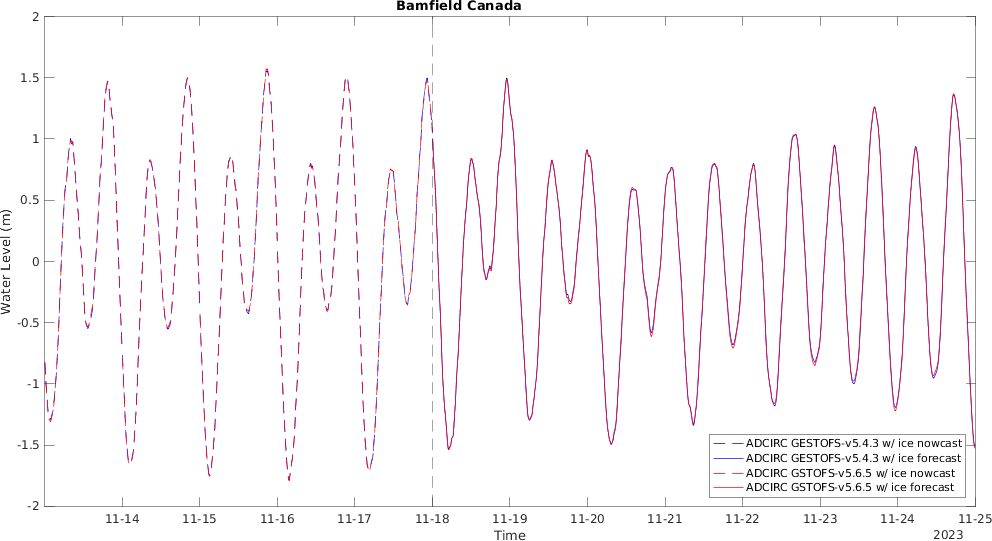 Bamfield Canada
2
1.5
1
0.5
0
-0.5
-1
-1.5
-2
Water Level (m)
ADCIRC GESTOFS-v5.4.3 w/ ice nowcast
ADCIRC GESTOFS-v5.4.3 w/ ice forecast
ADCIRC GSTOFS-v5.6.5 w/ ice nowcast
ADCIRC GSTOFS-v5.6.5 w/ ice forecast
11-14 11-15 11-16 11-17 11-18 11-19 11-20 11-21 11-22 11-23 11-24 11-25
Time
2023